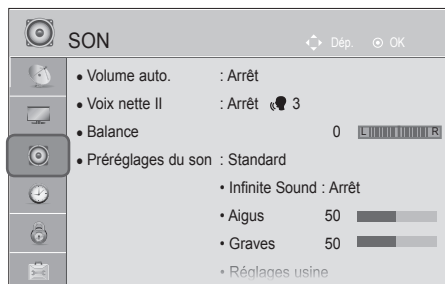 SON Dép. OK
• Volume auto. : Arrêt
• Voix nette II : Arrêt 3
• Balance 0 L R
• Préréglages du son : Standard
• Infinite Sound : Arrêt
• Aigus 50
• Graves 50
• Réglages usine